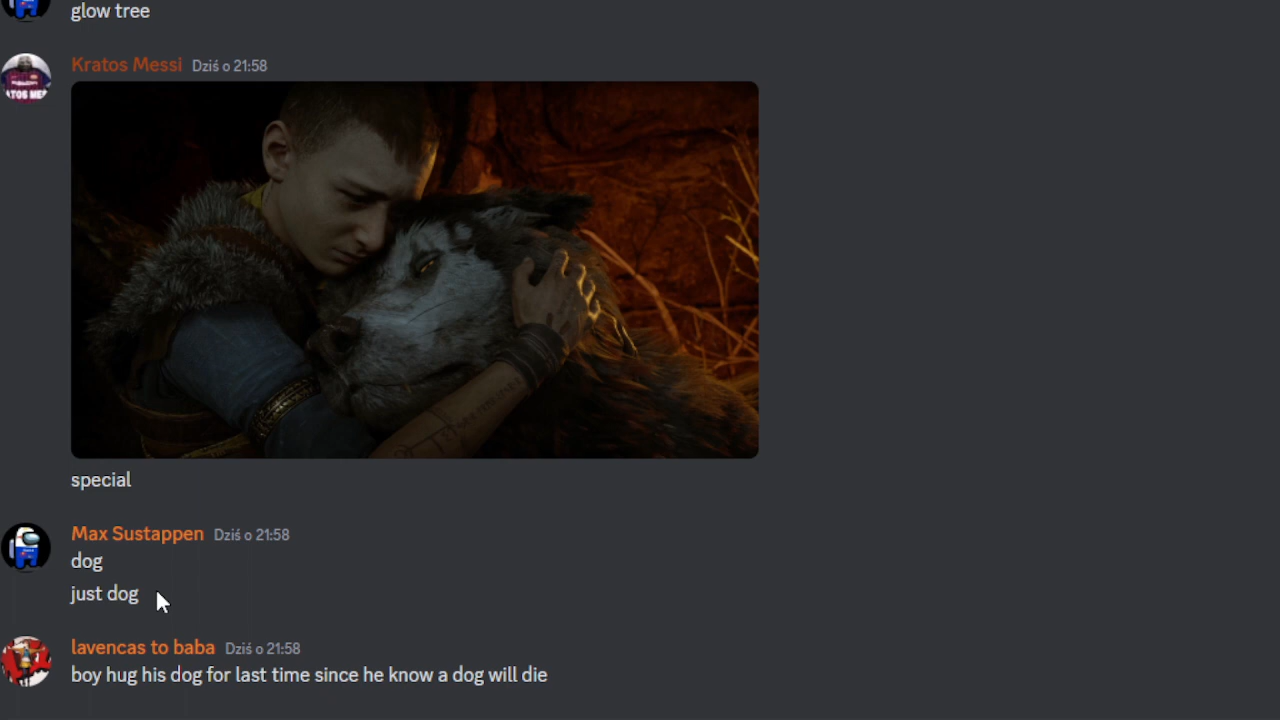 glow tree
Kratos Messi Dziś o 21:58
special
Max Sustappen Dziś o 21:58
dog
just dog
lavencas to baba Dziś o 21:58
boy hug his dog for last time since he know a dog will die